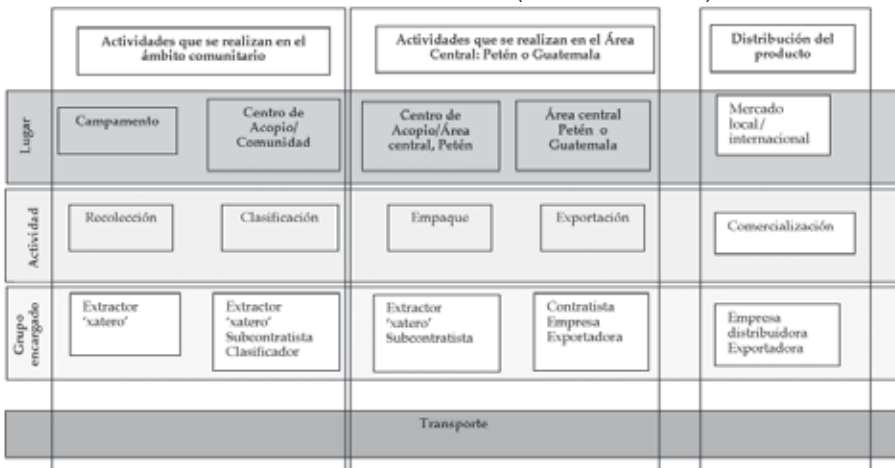 Actividades que se realizan en el
ámbito comunitario
Actividades que se realizan en el Área
Central: Petén o Guatemala
Distribución del
producto
Lugar
Campamento
Centro de
Acopio/
Comunidad
Centro de
Acopio/Área
central, Petén
Área central
Petén o
Guatemala
Mercado
local/
internacional
Actividad
Recolección
Clasificación
Empaque
Exportación
Comercialización
Grupo
encargado
Extractor
'xatero'
Extractor
'xatero'
Subcontratista
Clasificador
Extractor
'xatero'
Subcontratista
Contratista
Empresa
Exportadora
Empresa
distribuidora
Exportadora
Transporte